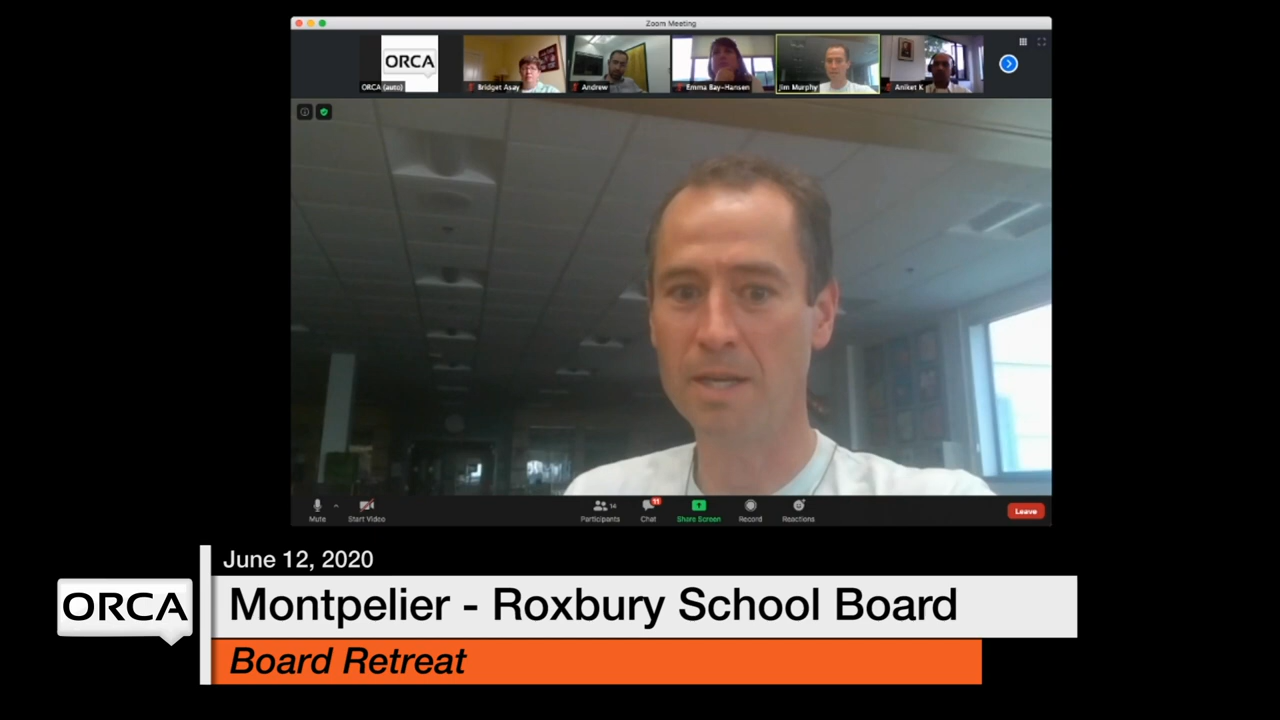 Zoom Meeting
ORCA
ORCA (auto)
Bridget Asay
Andrew
Emma Bay-Hansen
Jim Murphy
Aniket K
Mute
Start Video
Participants
14
Chat
11
Share Screen
Record
Reactions
Leave
June 12, 2020
ORCA
Montpelier - Roxbury School Board
Board Retreat